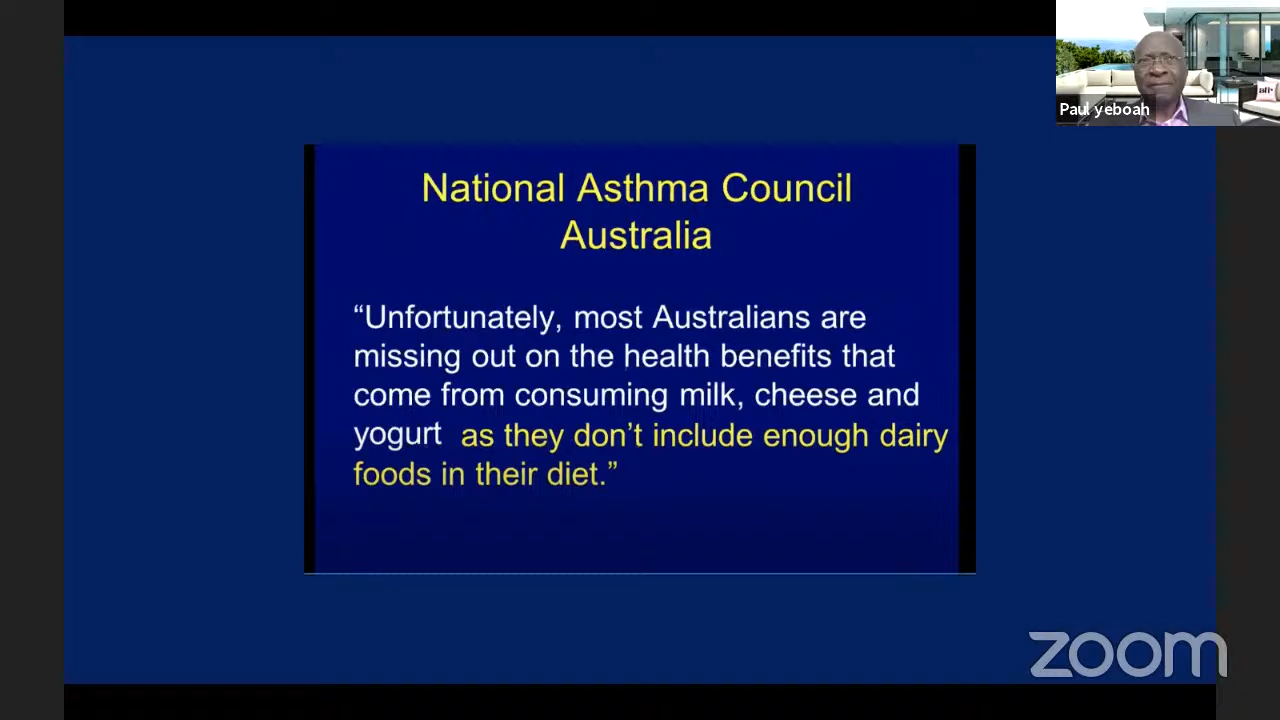 afi
Paul yeboah
National Asthma Council
Australia
“Unfortunately, most Australians are
missing out on the health benefits that
come from consuming milk, cheese and
yogurt as they don’t include enough dairy
foods in their diet.”
zoom